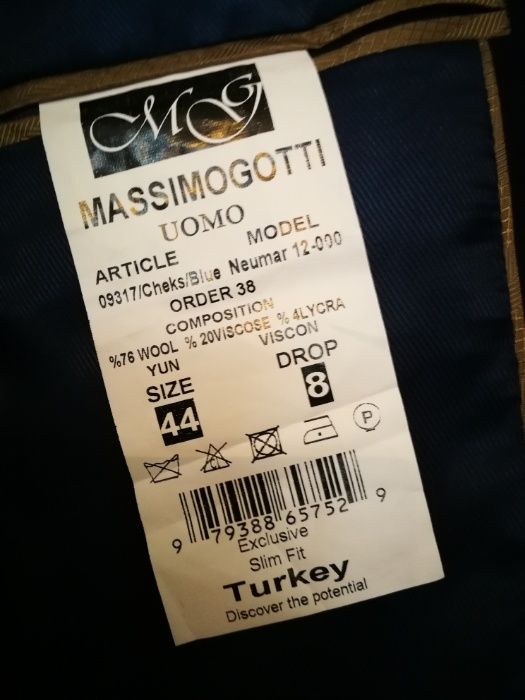 MG
MASSIMOGOTTI
UOMO
ARTICLE MODEL
09317/Cheks/Blue Neumar 12-000
ORDER 38
COMPOSITION
%76 WOOL % 20VISCOSE % 4LYCRA
YUN VISCON
SIZE DROP
44 8
P
9 79388 65752 9
Exclusive
Slim Fit
Turkey
Discover the potential